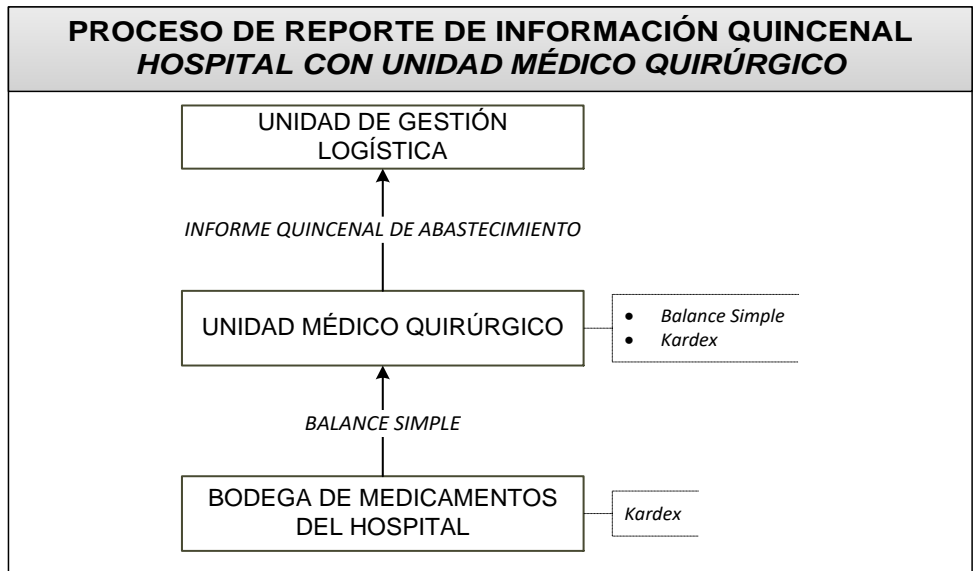 PROCESO DE REPORTE DE INFORMACIÓN QUINCENAL
HOSPITAL CON UNIDAD MÉDICO QUIRÚRGICO
UNIDAD DE GESTIÓN
LOGÍSTICA
INFORME QUINCENAL DE ABASTECIMIENTO
UNIDAD MÉDICO QUIRÚRGICO
• Balance Simple
• Kardex
BALANCE SIMPLE
BODEGA DE MEDICAMENTOS
DEL HOSPITAL
Kardex